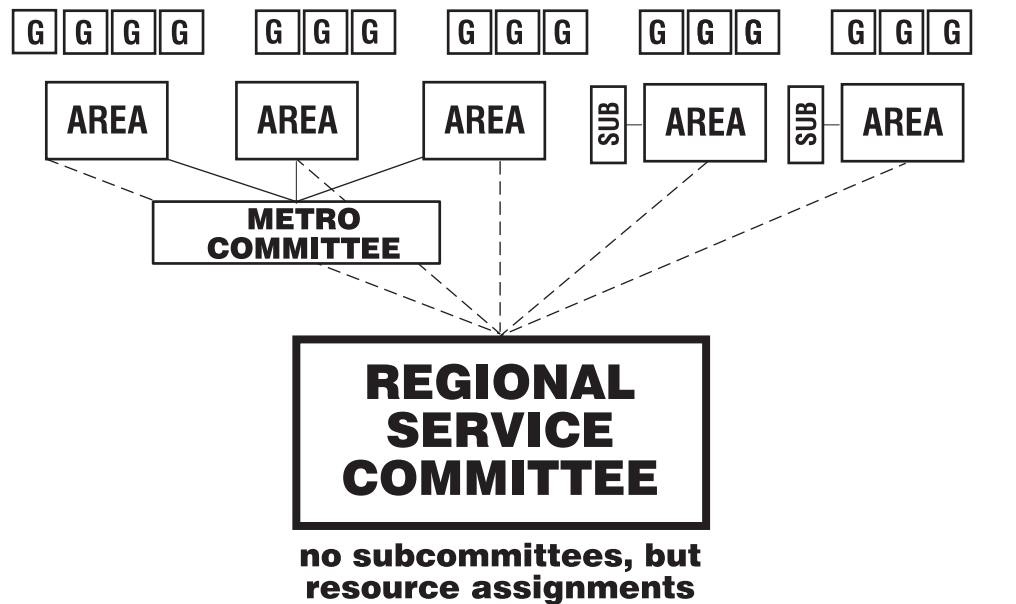 G G G G G G G G G G G G G G G G
AREA AREA AREA SUB AREA SUB AREA
METRO
COMMITTEE
REGIONAL
SERVICE
COMMITTEE
no subcommittees, but
resource assignments